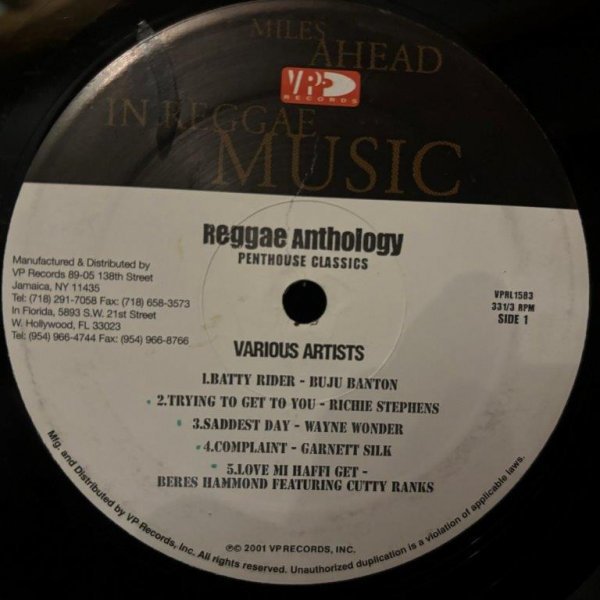 MILES
AHEAD
VP
RECORDS
IN REGGAE
MUSIC
Reggae Anthology
PENTHOUSE CLASSICS
Manufactured & Distributed by
VP Records 89-05 138th Street
Jamaica, NY 11435
Tel: (718) 291-7058 Fax: (718) 658-3573
In Florida, 5893 S.W. 21st Street
W. Hollywood, FL 33023
Tel: (954) 966-4744 Fax: (954) 966-8766
VPRL1583
33 1/3 RPM
SIDE 1
VARIOUS ARTISTS
1.BATTY RIDER - BUJU BANTON
2.TRYING TO GET TO YOU - RICHIE STEPHENS
3.SADDEST DAY - WAYNE WONDER
4.COMPLAINT - GARNETT SILK
5.LOVE MI HAFFI GET -
BERES HAMMOND FEATURING CUTTY RANKS
℗© 2001 VP RECORDS, INC.
Mfg. and Distributed by VP Records, Inc. All rights reserved. Unauthorized duplication is a violation of applicable laws.